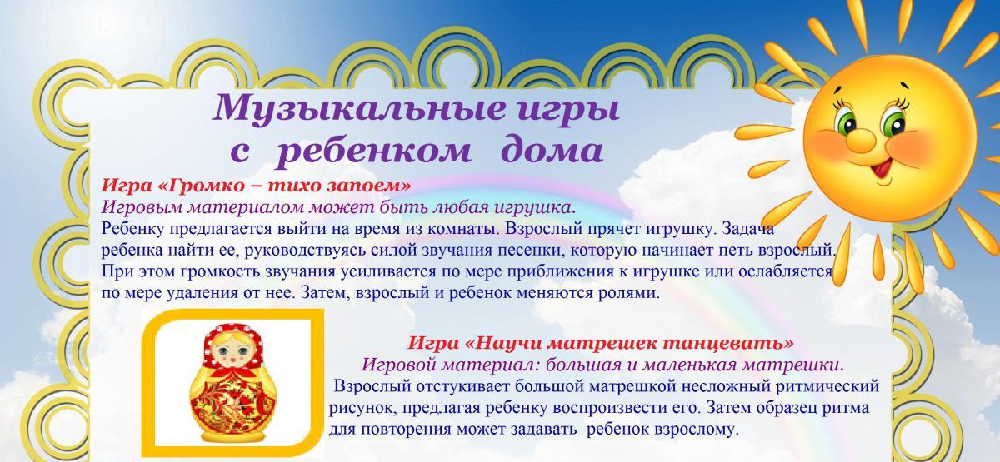 Музыкальные игры
с ребенком дома
Игра «Громко – тихо запоем»
Игровым материалом может быть любая игрушка.
Ребенку предлагается выйти на время из комнаты. Взрослый прячет игрушку. Задача
ребенка найти ее, руководствуясь силой звучания песенки, которую начинает петь взрослый.
При этом громкость звучания усиливается по мере приближения к игрушке или ослабляется
по мере удаления от нее. Затем, взрослый и ребенок меняются ролями.
Игра «Научи матрешек танцевать»
Игровой материал: большая и маленькая матрешки.
Взрослый отстукивает большой матрешкой несложный ритмический
рисунок, предлагая ребенку воспроизвести его. Затем образец ритма
для повторения может задавать ребенок взрослому.